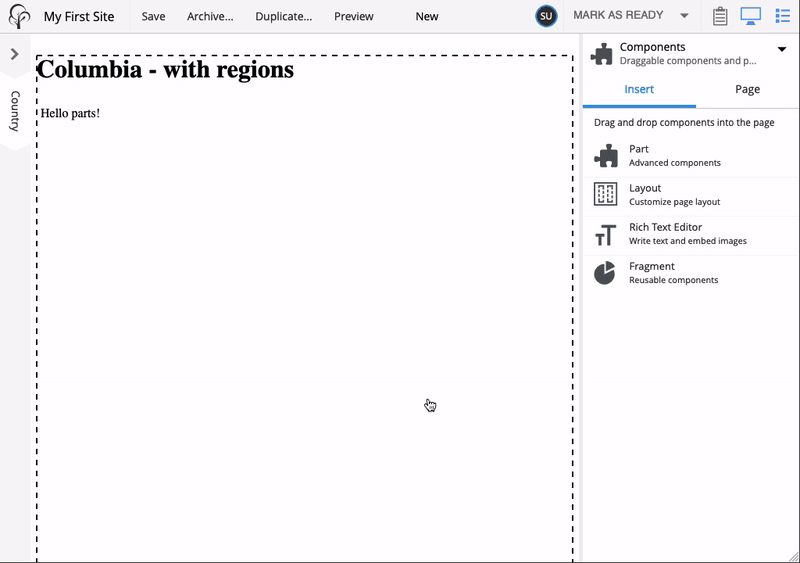 My First Site Save Archive... Duplicate... Preview New SU MARK AS READY
Country
Columbia - with regions
Hello parts!
Components
Draggable components and p...
Insert Page
Drag and drop components into the page
Part
Advanced components
Layout
Customize page layout
Rich Text Editor
Write text and embed images
Fragment
Reusable components